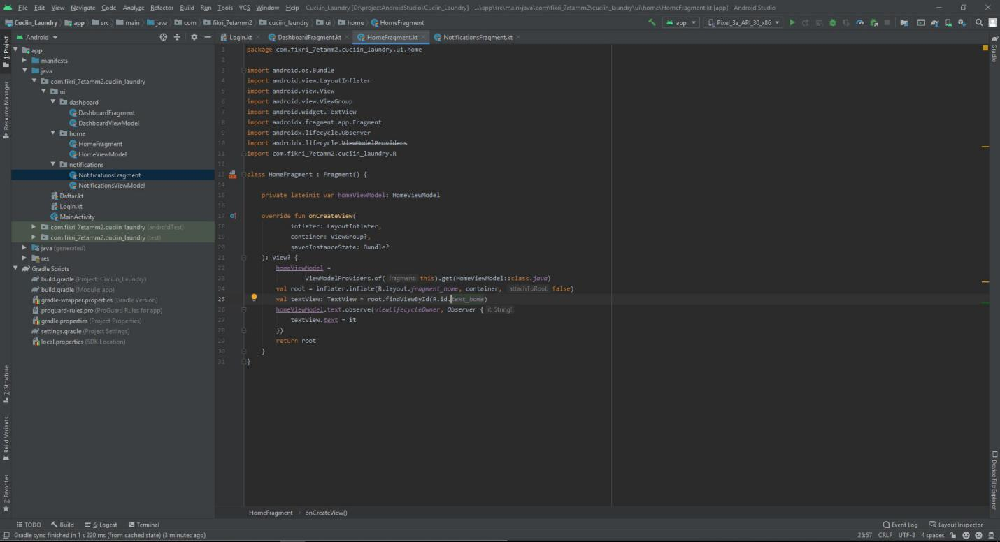 File Edit View Navigate Code Analyze Refactor Build Run Tools VCS Window Help Cuci.in_Laundry [D:\projectAndroidStudio\Cuciin_Laundry] - ...\app\src\main\java\com\fikri_7etamm2\cuciin_laundry\ui\home\HomeFragment.kt [app] - Android Studio
Cuciin_Laundry app src main java com fikri_7etamm2 cuciin_laundry ui home HomeFragment app Pixel_3a_API_30_x86
Android Login.kt DashboardFragment.kt HomeFragment.kt NotificationsFragment.kt
1: Project
Resource Manager
Z: Structure
Build Variants
2: Favorites
app
manifests
java
com.fikri_7etamm2.cuciin_laundry
ui
dashboard
DashboardFragment
DashboardViewModel
home
HomeFragment
HomeViewModel
notifications
NotificationsFragment
NotificationsViewModel
Daftar.kt
Login.kt
MainActivity
com.fikri_7etamm2.cuciin_laundry (androidTest)
com.fikri_7etamm2.cuciin_laundry (test)
java (generated)
res
Gradle Scripts
build.gradle (Project: Cuci.in_Laundry)
build.gradle (Module: app)
gradle-wrapper.properties (Gradle Version)
proguard-rules.pro (ProGuard Rules for app)
gradle.properties (Project Properties)
settings.gradle (Project Settings)
local.properties (SDK Location)
1 package com.fikri_7etamm2.cuciin_laundry.ui.home
2
3 import android.os.Bundle
4 import android.view.LayoutInflater
5 import android.view.View
6 import android.view.ViewGroup
7 import android.widget.TextView
8 import androidx.fragment.app.Fragment
9 import androidx.lifecycle.Observer
10 import androidx.lifecycle.ViewModelProviders
11 import com.fikri_7etamm2.cuciin_laundry.R
12
13 class HomeFragment : Fragment() {
14
15 private lateinit var homeViewModel: HomeViewModel
16
17 override fun onCreateView(
18 inflater: LayoutInflater,
19 container: ViewGroup?,
20 savedInstanceState: Bundle?
21 ): View? {
22 homeViewModel =
23 ViewModelProviders.of( fragment: this).get(HomeViewModel::class.java)
24 val root = inflater.inflate(R.layout.fragment_home, container, attachToRoot: false)
25 val textView: TextView = root.findViewById(R.id.text_home)
26 homeViewModel.text.observe(viewLifecycleOwner, Observer { it: String!
27 textView.text = it
28 })
29 return root
30 }
31 }
Gradle
Device File Explorer
HomeFragment › onCreateView()
TODO Build 6: Logcat Terminal Event Log Layout Inspector
Gradle sync finished in 1 s 220 ms (from cached state) (3 minutes ago) 25:57 CRLF UTF-8 4 spaces